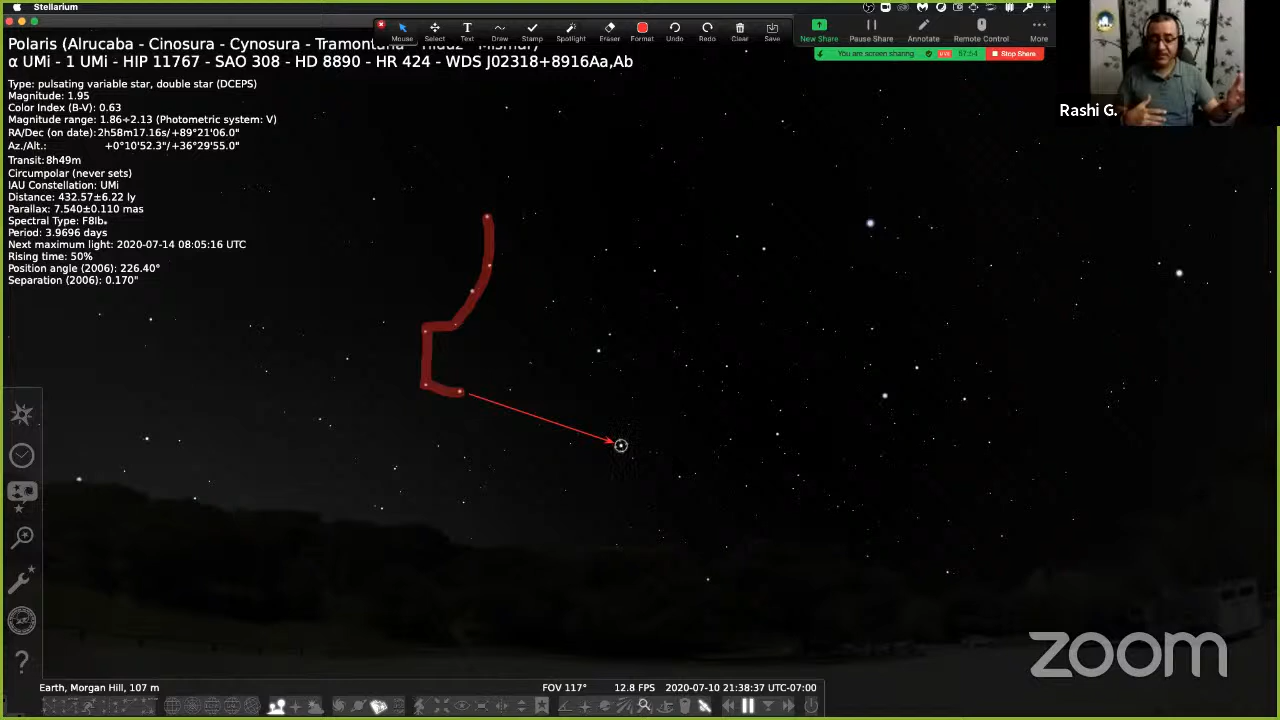 Stellarium
Mouse
Select
Text
Draw
Stamp
Spotlight
Eraser
Format
Undo
Redo
Clear
Save
New Share
Pause Share
Annotate
Remote Control
More
You are screen sharing
LIVE
57:54
Stop Share
Rashi G.
Polaris (Alrucaba - Cinosura - Cynosura - Tramontana
α UMi - 1 UMi - HIP 11767 - SAO 308 - HD 8890 - HR 424 - WDS J02318+8916Aa,Ab
Type: pulsating variable star, double star (DCEPS)
Magnitude: 1.95
Color Index (B-V): 0.63
Magnitude range: 1.86÷2.13 (Photometric system: V)
RA/Dec (on date): 2h58m17.16s/+89°21'06.0"
Az./Alt.: +0°10'52.3"/+36°29'55.0"
Transit: 8h49m
Circumpolar (never sets)
IAU Constellation: UMi
Distance: 432.57±6.22 ly
Parallax: 7.540±0.110 mas
Spectral Type: F8Ib
Period: 3.9696 days
Next maximum light: 2020-07-14 08:05:16 UTC
Rising time: 50%
Position angle (2006): 226.40°
Separation (2006): 0.170"
zoom
Earth, Morgan Hill, 107 m
FOV 117°
12.8 FPS
2020-07-10 21:38:37 UTC-07:00